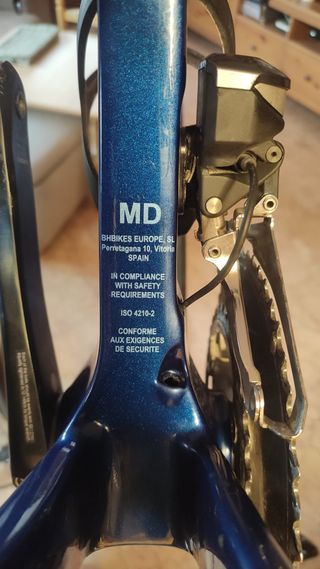 MD
BHBIKES EUROPE, SL
Perretagana 10, Vitoria
SPAIN
IN COMPLIANCE
WITH SAFETY
REQUIREMENTS
ISO 4210-2
CONFORME
AUX EXIGENCES
DE SECURITE